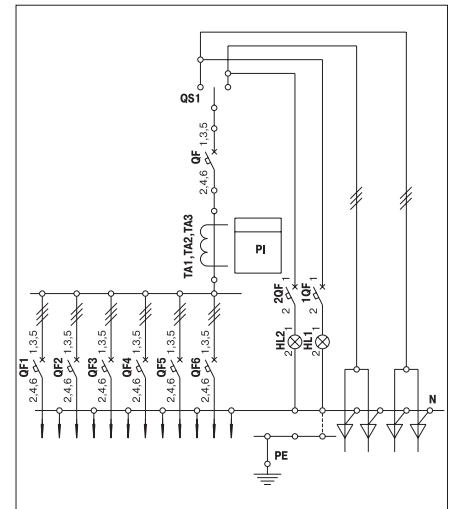 QS1
QF 1,3,5
2,4,6
TA1,TA2,TA3
PI
2QF 1
2
1QF 1
2
HL2 1
2
HL1 1
2
QF1 1,3,5
2,4,6
QF2 1,3,5
2,4,6
QF3 1,3,5
2,4,6
QF4 1,3,5
2,4,6
QF5 1,3,5
2,4,6
QF6 1,3,5
2,4,6
N
PE